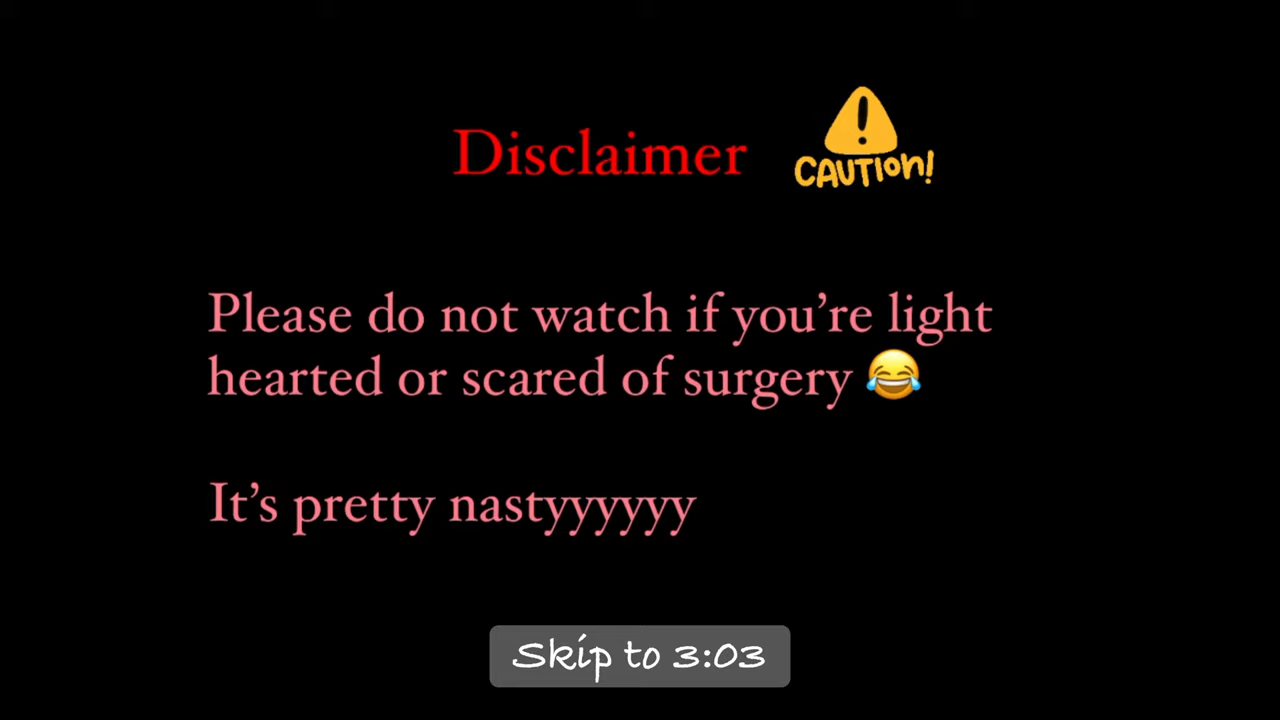 Disclaimer
CAUTION!
Please do not watch if you’re light
hearted or scared of surgery 😂
It’s pretty nastyyyyyy
Skip to 3:03